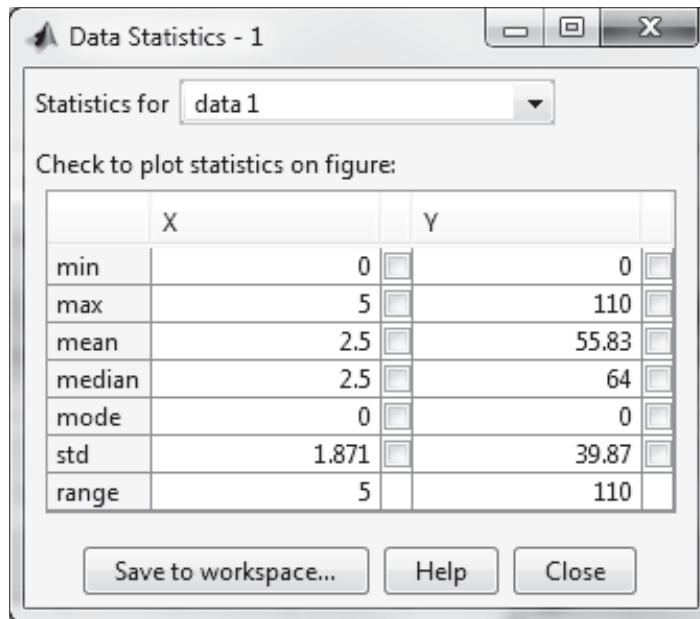 Data Statistics - 1
Statistics for data 1
Check to plot statistics on figure:
X Y
min 0 0
max 5 110
mean 2.5 55.83
median 2.5 64
mode 0 0
std 1.871 39.87
range 5 110
Save to workspace... Help Close